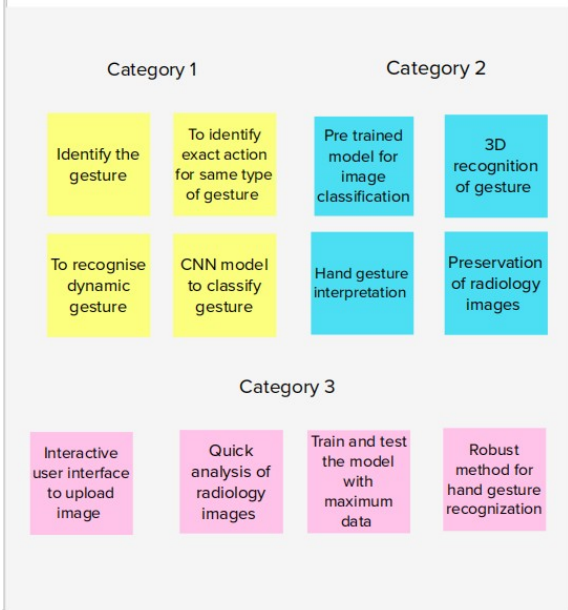 Category 1
Category 2
Identify the
gesture
To identify
exact action
for same type
of gesture
Pre trained
model for
image
classification
3D
recognition
of gesture
To recognise
dynamic
gesture
CNN model
to classify
gesture
Hand gesture
interpretation
Preservation
of radiology
images
Category 3
Interactive
user interface
to upload
image
Quick
analysis of
radiology
images
Train and test
the model
with
maximum
data
Robust
method for
hand gesture
recognization